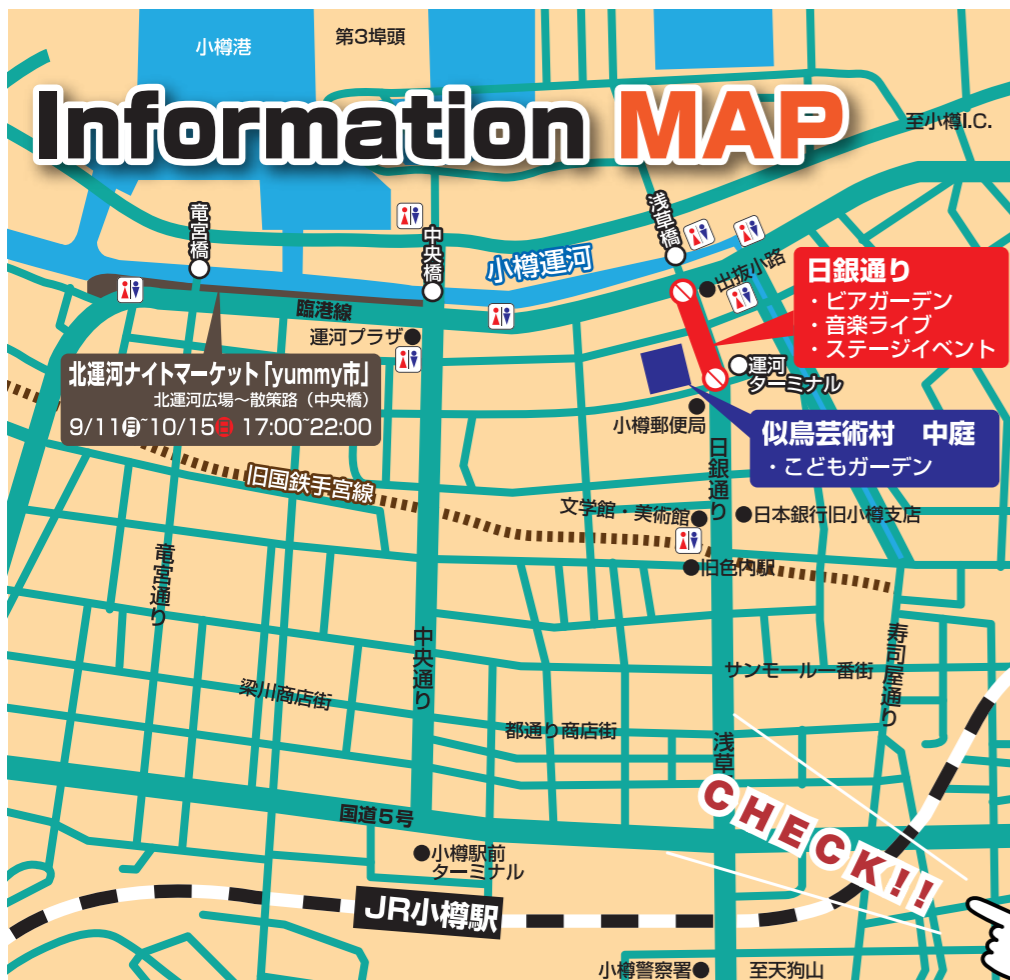 小樽港
第3埠頭
Information MAP
至小樽I.C.
竜宮橋
中央橋
浅草橋
小樽運河
出抜小路
臨港線
運河プラザ
日銀通り
・ビアガーデン
・音楽ライブ
・ステージイベント
運河
ターミナル
北運河ナイトマーケット「yummy市」
北運河広場〜散策路（中央橋）
9/11月~10/15日 17:00~22:00
小樽郵便局
似鳥芸術村　中庭
・こどもガーデン
日銀通り
旧国鉄手宮線
文学館・美術館
日本銀行旧小樽支店
旧色内駅
竜宮通り
中央通り
寿司屋通り
サンモール一番街
梁川商店街
都通り商店街
浅草
CHECK!!
国道5号
小樽駅前
ターミナル
JR小樽駅
小樽警察署
至天狗山